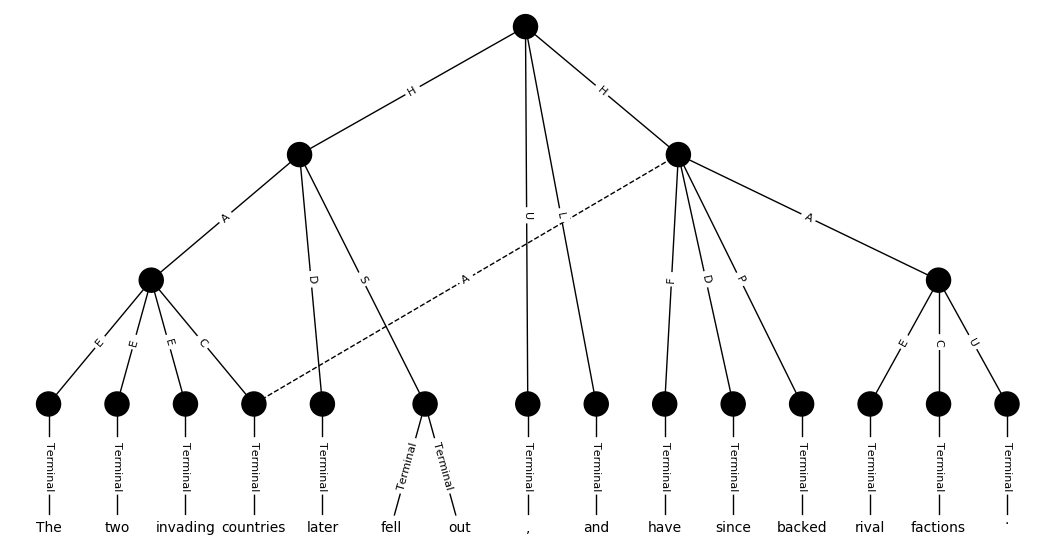 H U L H
A D S A F D P A
E E E C E C U
Terminal Terminal Terminal Terminal Terminal Terminal Terminal Terminal Terminal Terminal Terminal Terminal Terminal Terminal Terminal
The two invading countries later fell out , and have since backed rival factions .